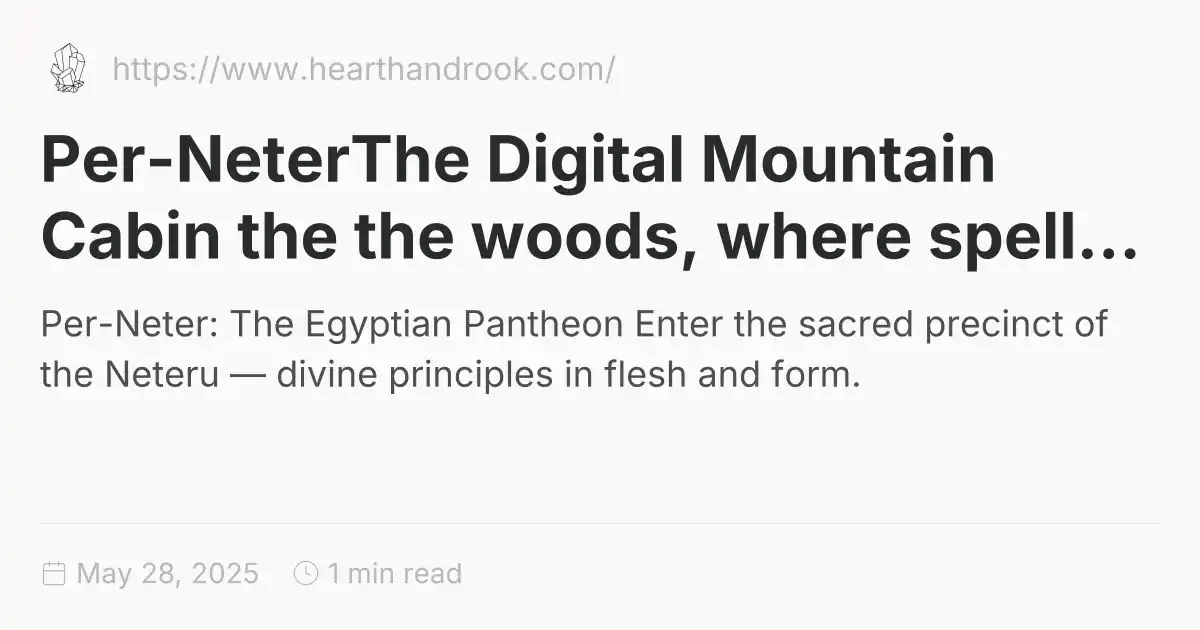 https://www.hearthandrook.com/
Per-NeterThe Digital Mountain
Cabin the the woods, where spell...
Per-Neter: The Egyptian Pantheon Enter the sacred precinct of
the Neteru — divine principles in flesh and form.
May 28, 2025 1 min read